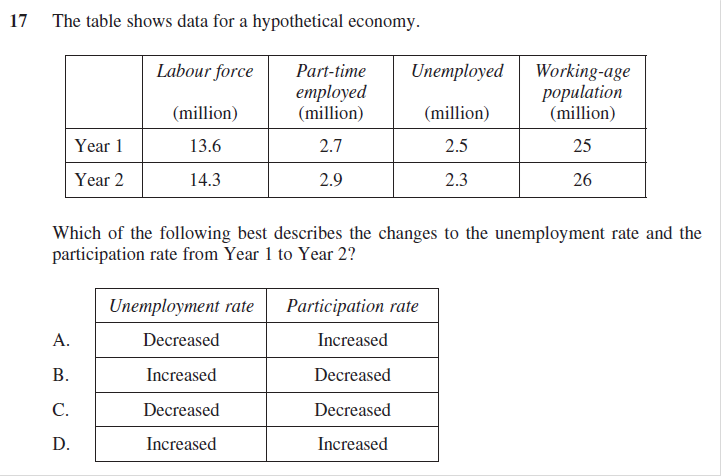 17 The table shows data for a hypothetical economy.
Labour force Part-time employed Unemployed Working-age population
(million) (million) (million) (million)
Year 1 13.6 2.7 2.5 25
Year 2 14.3 2.9 2.3 26
Which of the following best describes the changes to the unemployment rate and the
participation rate from Year 1 to Year 2?
Unemployment rate Participation rate
A. Decreased Increased
B. Increased Decreased
C. Decreased Decreased
D. Increased Increased